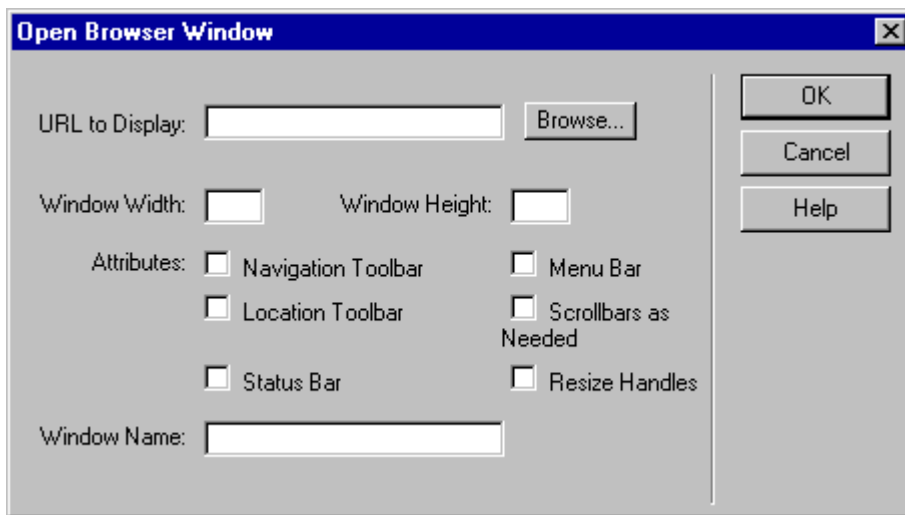 Open Browser Window
URL to Display:
Browse...
OK
Cancel
Help
Window Width:
Window Height:
Attributes:
Navigation Toolbar
Menu Bar
Location Toolbar
Scrollbars as
Needed
Status Bar
Resize Handles
Window Name: